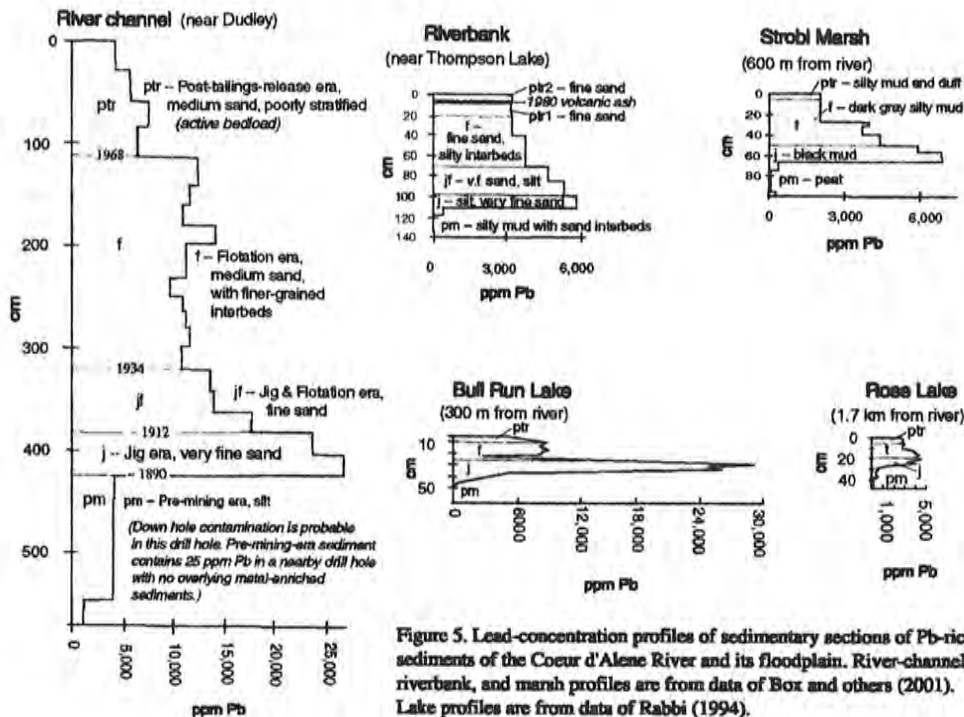 River channel (near Dudley)
0
100
200
300
400
500
cm
ptr
1968
f
1934
jf
1912
1890
pm
ptr – Post-tailings-release era,
medium sand, poorly stratified
(active bedload)
f – Flotation era,
medium sand,
with finer-grained
interbeds
jf – Jig & Flotation era,
fine sand
j – Jig era, very fine sand
pm – Pre-mining era, silt
(Down hole contamination is probable
in this drill hole. Pre-mining-era sediment
contains 25 ppm Pb in a nearby drill hole
with no overlying metal-enriched
sediments.)
0
5,000
10,000
15,000
20,000
25,000
ppm Pb
Riverbank
(near Thompson Lake)
ptr2 – fine sand
1980 volcanic ash
ptr1 – fine sand
f –
fine sand,
silty interbeds
jf – v.f sand, silt
j – silt, very fine sand
pm – silty mud with sand interbeds
0
20
40
60
80
100
120
140
cm
0
3,000
6,000
ppm Pb
Strobl Marsh
(600 m from river)
ptr – silty mud and duff
f – dark gray silty mud
f
j – black mud
pm – peat
0
20
40
60
80
cm
0
3,000
6,000
ppm Pb
Bull Run Lake
(300 m from river)
ptr
f
j
pm
10
50
cm
0
6000
12,000
18,000
24,000
30,000
ppm Pb
Rose Lake
(1.7 km from river)
ptr
f
j
pm
0
20
40
cm
1,000
5,000
ppm Pb
Figure 5. Lead-concentration profiles of sedimentary sections of Pb-ric
sediments of the Coeur d'Alene River and its floodplain. River-channel
riverbank, and marsh profiles are from data of Box and others (2001).
Lake profiles are from data of Rabbi (1994).